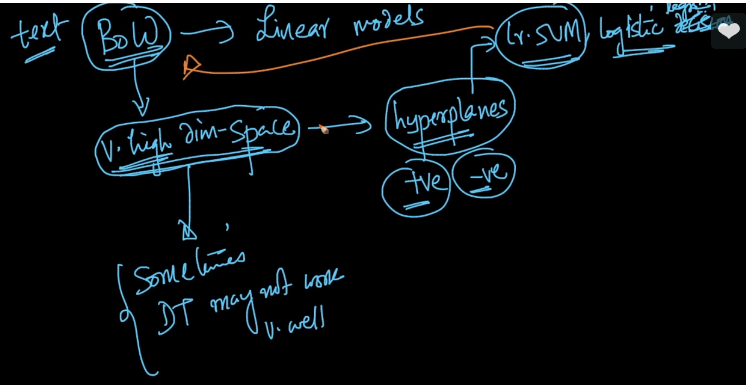 text BoW → Linear models
lr. SVM, logistic
v. high dim-space → hyperplanes
+ve -ve
Sometimes
DT may not work
v. well